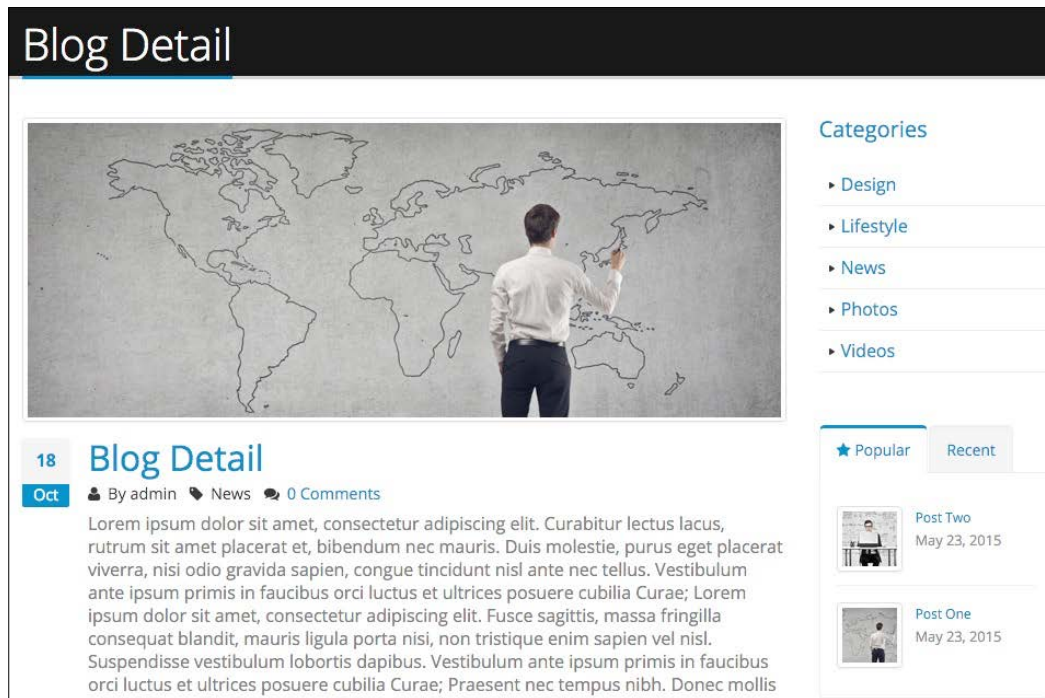 Blog Detail
18
Oct
Blog Detail
By admin News 0 Comments
Lorem ipsum dolor sit amet, consectetur adipiscing elit. Curabitur lectus lacus,
rutrum sit amet placerat et, bibendum nec mauris. Duis molestie, purus eget placerat
viverra, nisi odio gravida sapien, congue tincidunt nisl ante nec tellus. Vestibulum
ante ipsum primis in faucibus orci luctus et ultrices posuere cubilia Curae; Lorem
ipsum dolor sit amet, consectetur adipiscing elit. Fusce sagittis, massa fringilla
consequat blandit, mauris ligula porta nisi, non tristique enim sapien vel nisl.
Suspendisse vestibulum lobortis dapibus. Vestibulum ante ipsum primis in faucibus
orci luctus et ultrices posuere cubilia Curae; Praesent nec tempus nibh. Donec mollis
Categories
Design
Lifestyle
News
Photos
Videos
Popular Recent
Post Two
May 23, 2015
Post One
May 23, 2015